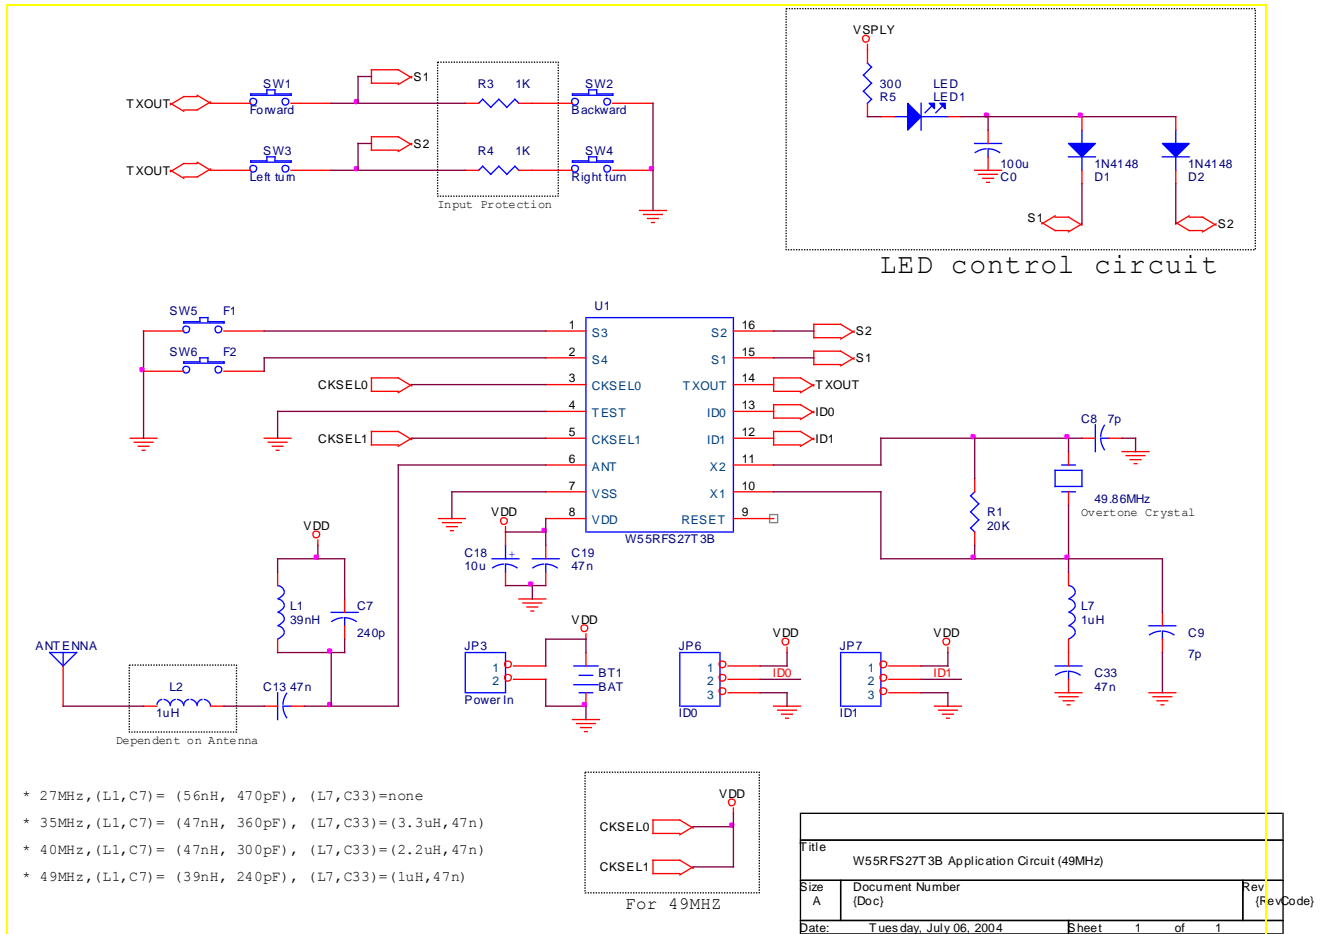 SW1
Forward
TXOUT
S1
R3 1K
SW2
Backward
SW3
Left turn
TXOUT
S2
R4 1K
SW4
Right turn
Input Protection
VSPLY
300
R5
LED
LED1
100u
C0
1N4148
D1
1N4148
D2
S1
S2
LED control circuit
SW5 F1
SW6 F2
CKSEL0
CKSEL1
U1
1 S3
2 S4
3 CKSEL0
4 TEST
5 CKSEL1
6 ANT
7 VSS
8 VDD
S2 16
S1 15
TXOUT 14
ID0 13
ID1 12
X2 11
X1 10
RESET 9
W55RFS27T3B
S2
S1
TXOUT
ID0
ID1
C8 7p
49.86MHz
Overtone Crystal
R1
20K
L7
1uH
C33
47n
C9
7p
VDD
C18
10u
+
C19
47n
VDD
L1
39nH
C7
240p
ANTENNA
L2
1uH
C13 47n
Dependent on Antenna
JP3
1
2
Power In
VDD
BT1
BAT
JP6
1
2
3
ID0
VDD
ID0
JP7
1
2
3
ID1
VDD
ID1
* 27MHz,(L1,C7)= (56nH, 470pF), (L7,C33)=none
* 35MHz,(L1,C7)= (47nH, 360pF), (L7,C33)=(3.3uH,47n)
* 40MHz,(L1,C7)= (47nH, 300pF), (L7,C33)=(2.2uH,47n)
* 49MHz,(L1,C7)= (39nH, 240pF), (L7,C33)=(1uH,47n)
VDD
CKSEL0
CKSEL1
For 49MHZ
Title
W55RFS27T3B Application Circuit (49MHz)
Size Document Number Rev
A {Doc} {RevCode}
Date: Tuesday, July 06, 2004 Sheet 1 of 1